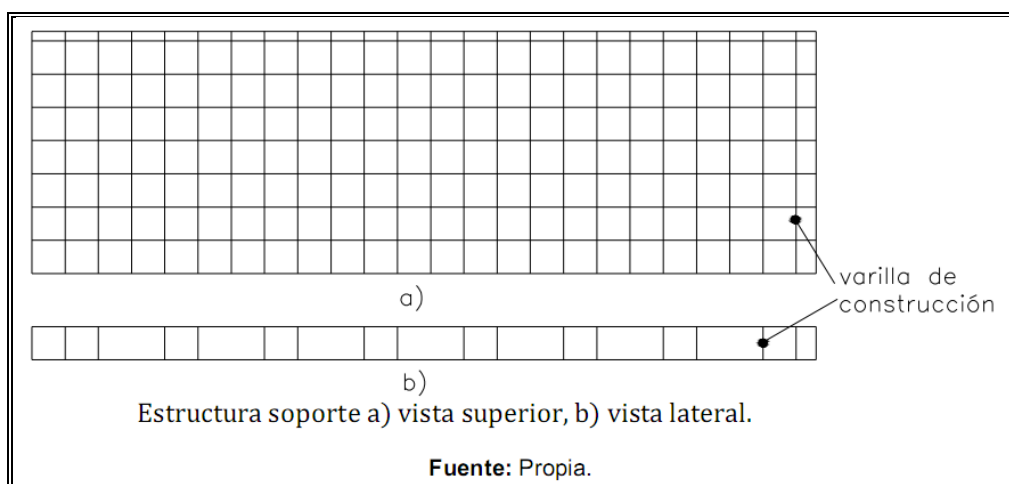 a)
varilla de
construcción
b)
Estructura soporte a) vista superior, b) vista lateral.
Fuente: Propia.